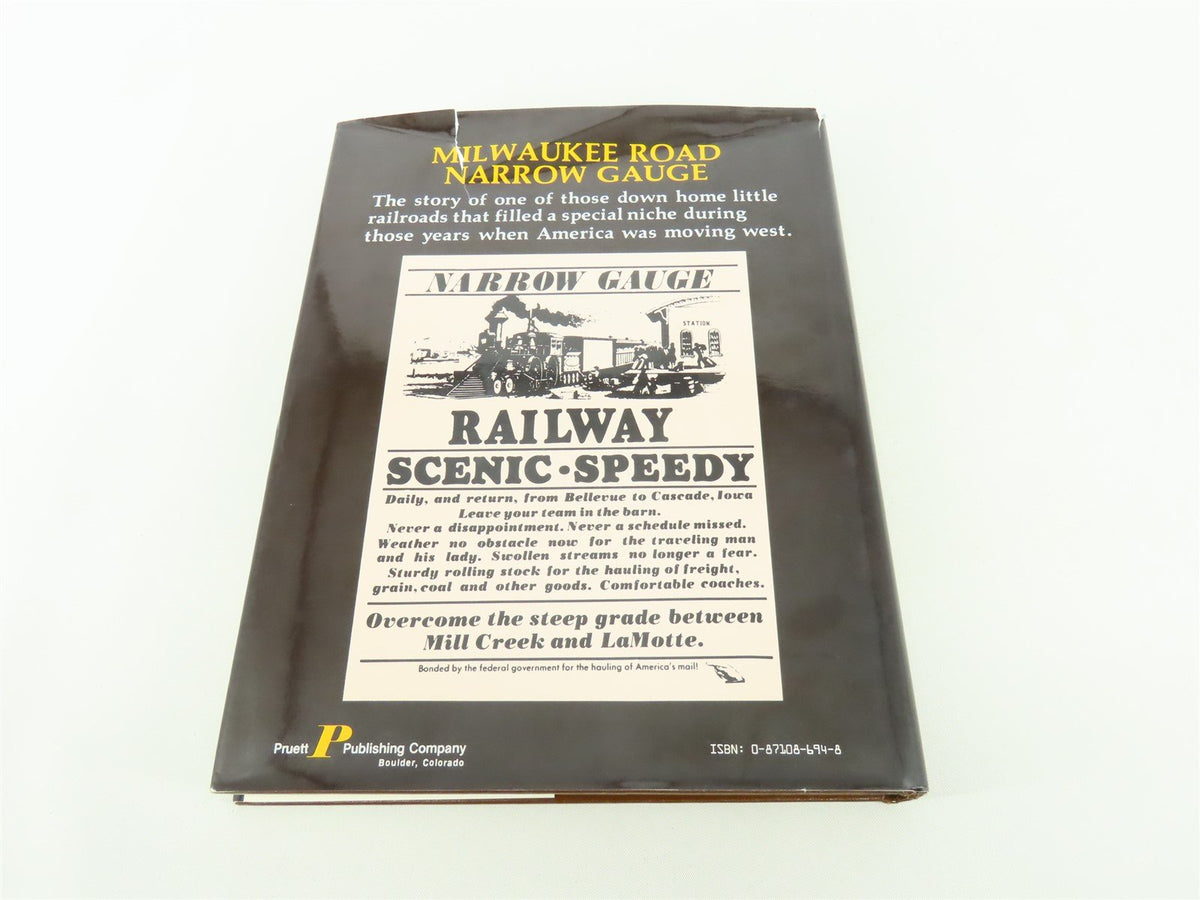 MILWAUKEE ROAD
NARROW GAUGE
The story of one of those down home little
railroads that filled a special niche during
those years when America was moving west.
NARROW GAUGE
STATION
RAILWAY
SCENIC•SPEEDY
Daily, and return, from Bellevue to Cascade, Iowa
Leave your team in the barn.
Never a disappointment. Never a schedule missed.
Weather no obstacle now for the traveling man
and his lady. Swollen streams no longer a fear.
Sturdy rolling stock for the hauling of freight,
grain, coal and other goods. Comfortable coaches.
Overcome the steep grade between
Mill Creek and LaMotte.
Bonded by the federal government for the hauling of America's mail!
Pruett P Publishing Company
Boulder, Colorado
ISBN: 0-87108-694-8